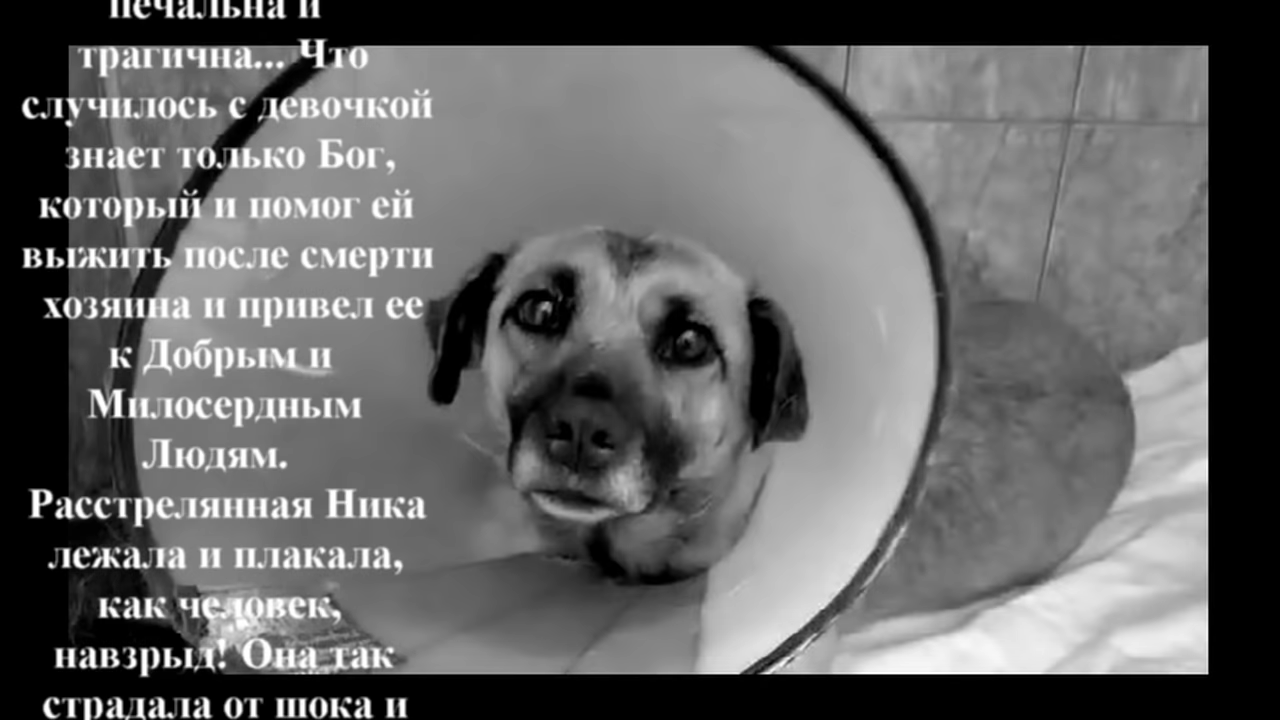 печальна и
трагична... Что
случилось с девочкой
знает только Бог,
который и помог ей
выжить после смерти
хозяина и привел ее
к Добрым и
Милосердным
Людям.
Расстрелянная Ника
лежала и плакала,
как человек,
навзрыд! Она так
страдала от шока и